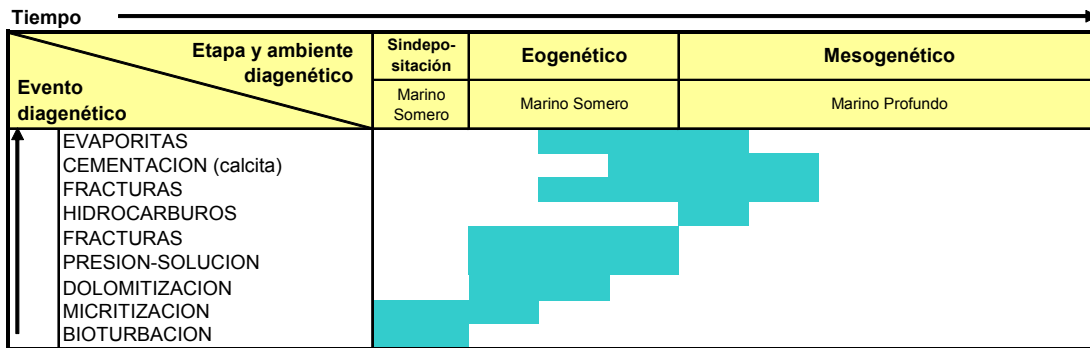 Tiempo
Etapa y ambiente
diagenético
Evento
diagenético
Sindepo-
sitación
Eogenético
Mesogenético
Marino
Somero
Marino Somero
Marino Profundo
EVAPORITAS
CEMENTACION (calcita)
FRACTURAS
HIDROCARBUROS
FRACTURAS
PRESION-SOLUCION
DOLOMITIZACION
MICRITIZACION
BIOTURBACION